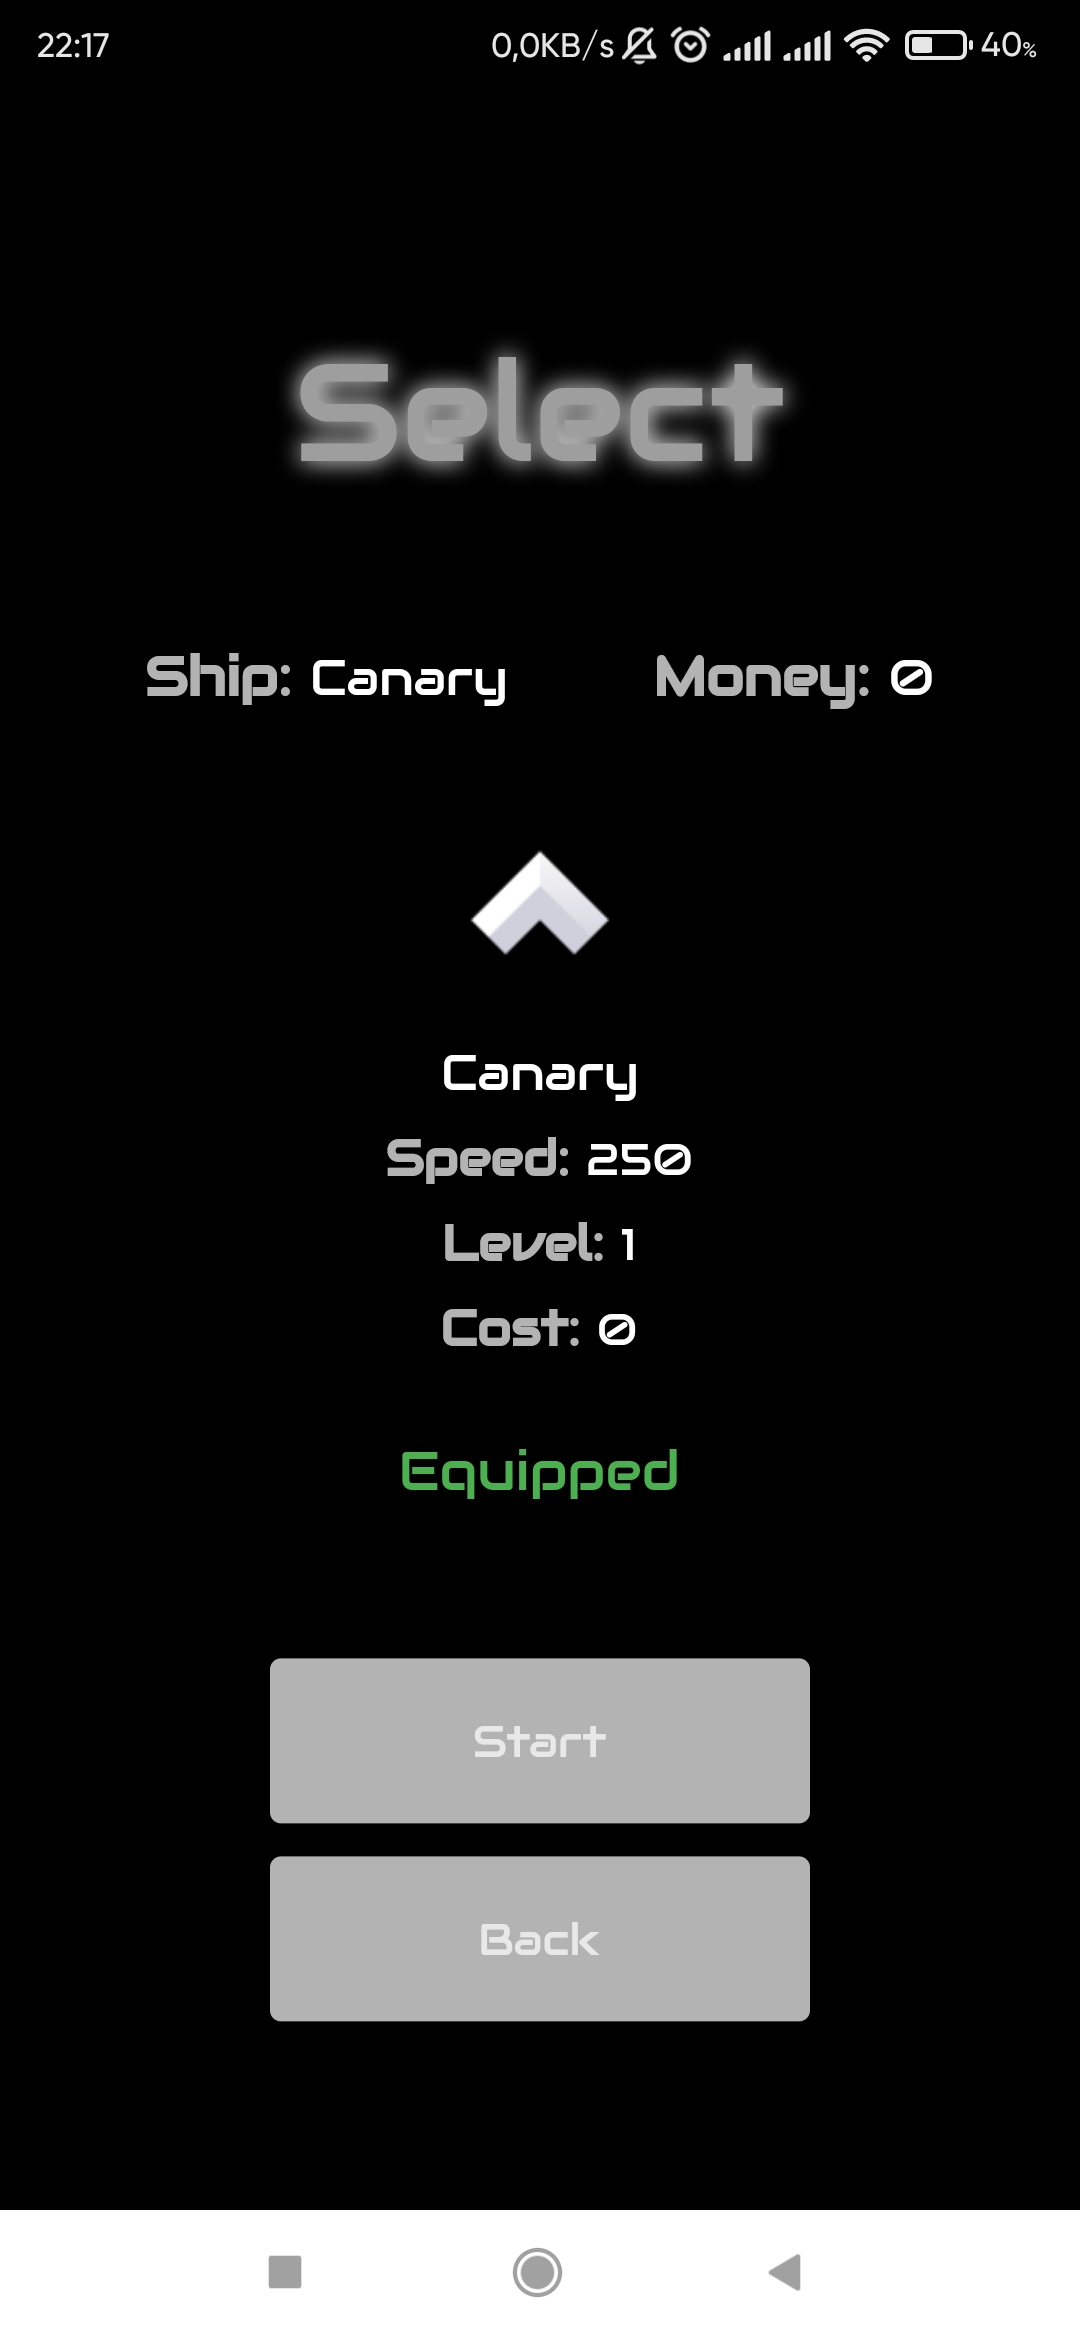 22:17 0,0KB/s 40%
Select
Ship: Canary Money: 0
Canary
Speed: 250
Level: 1
Cost: 0
Equipped
Start
Back